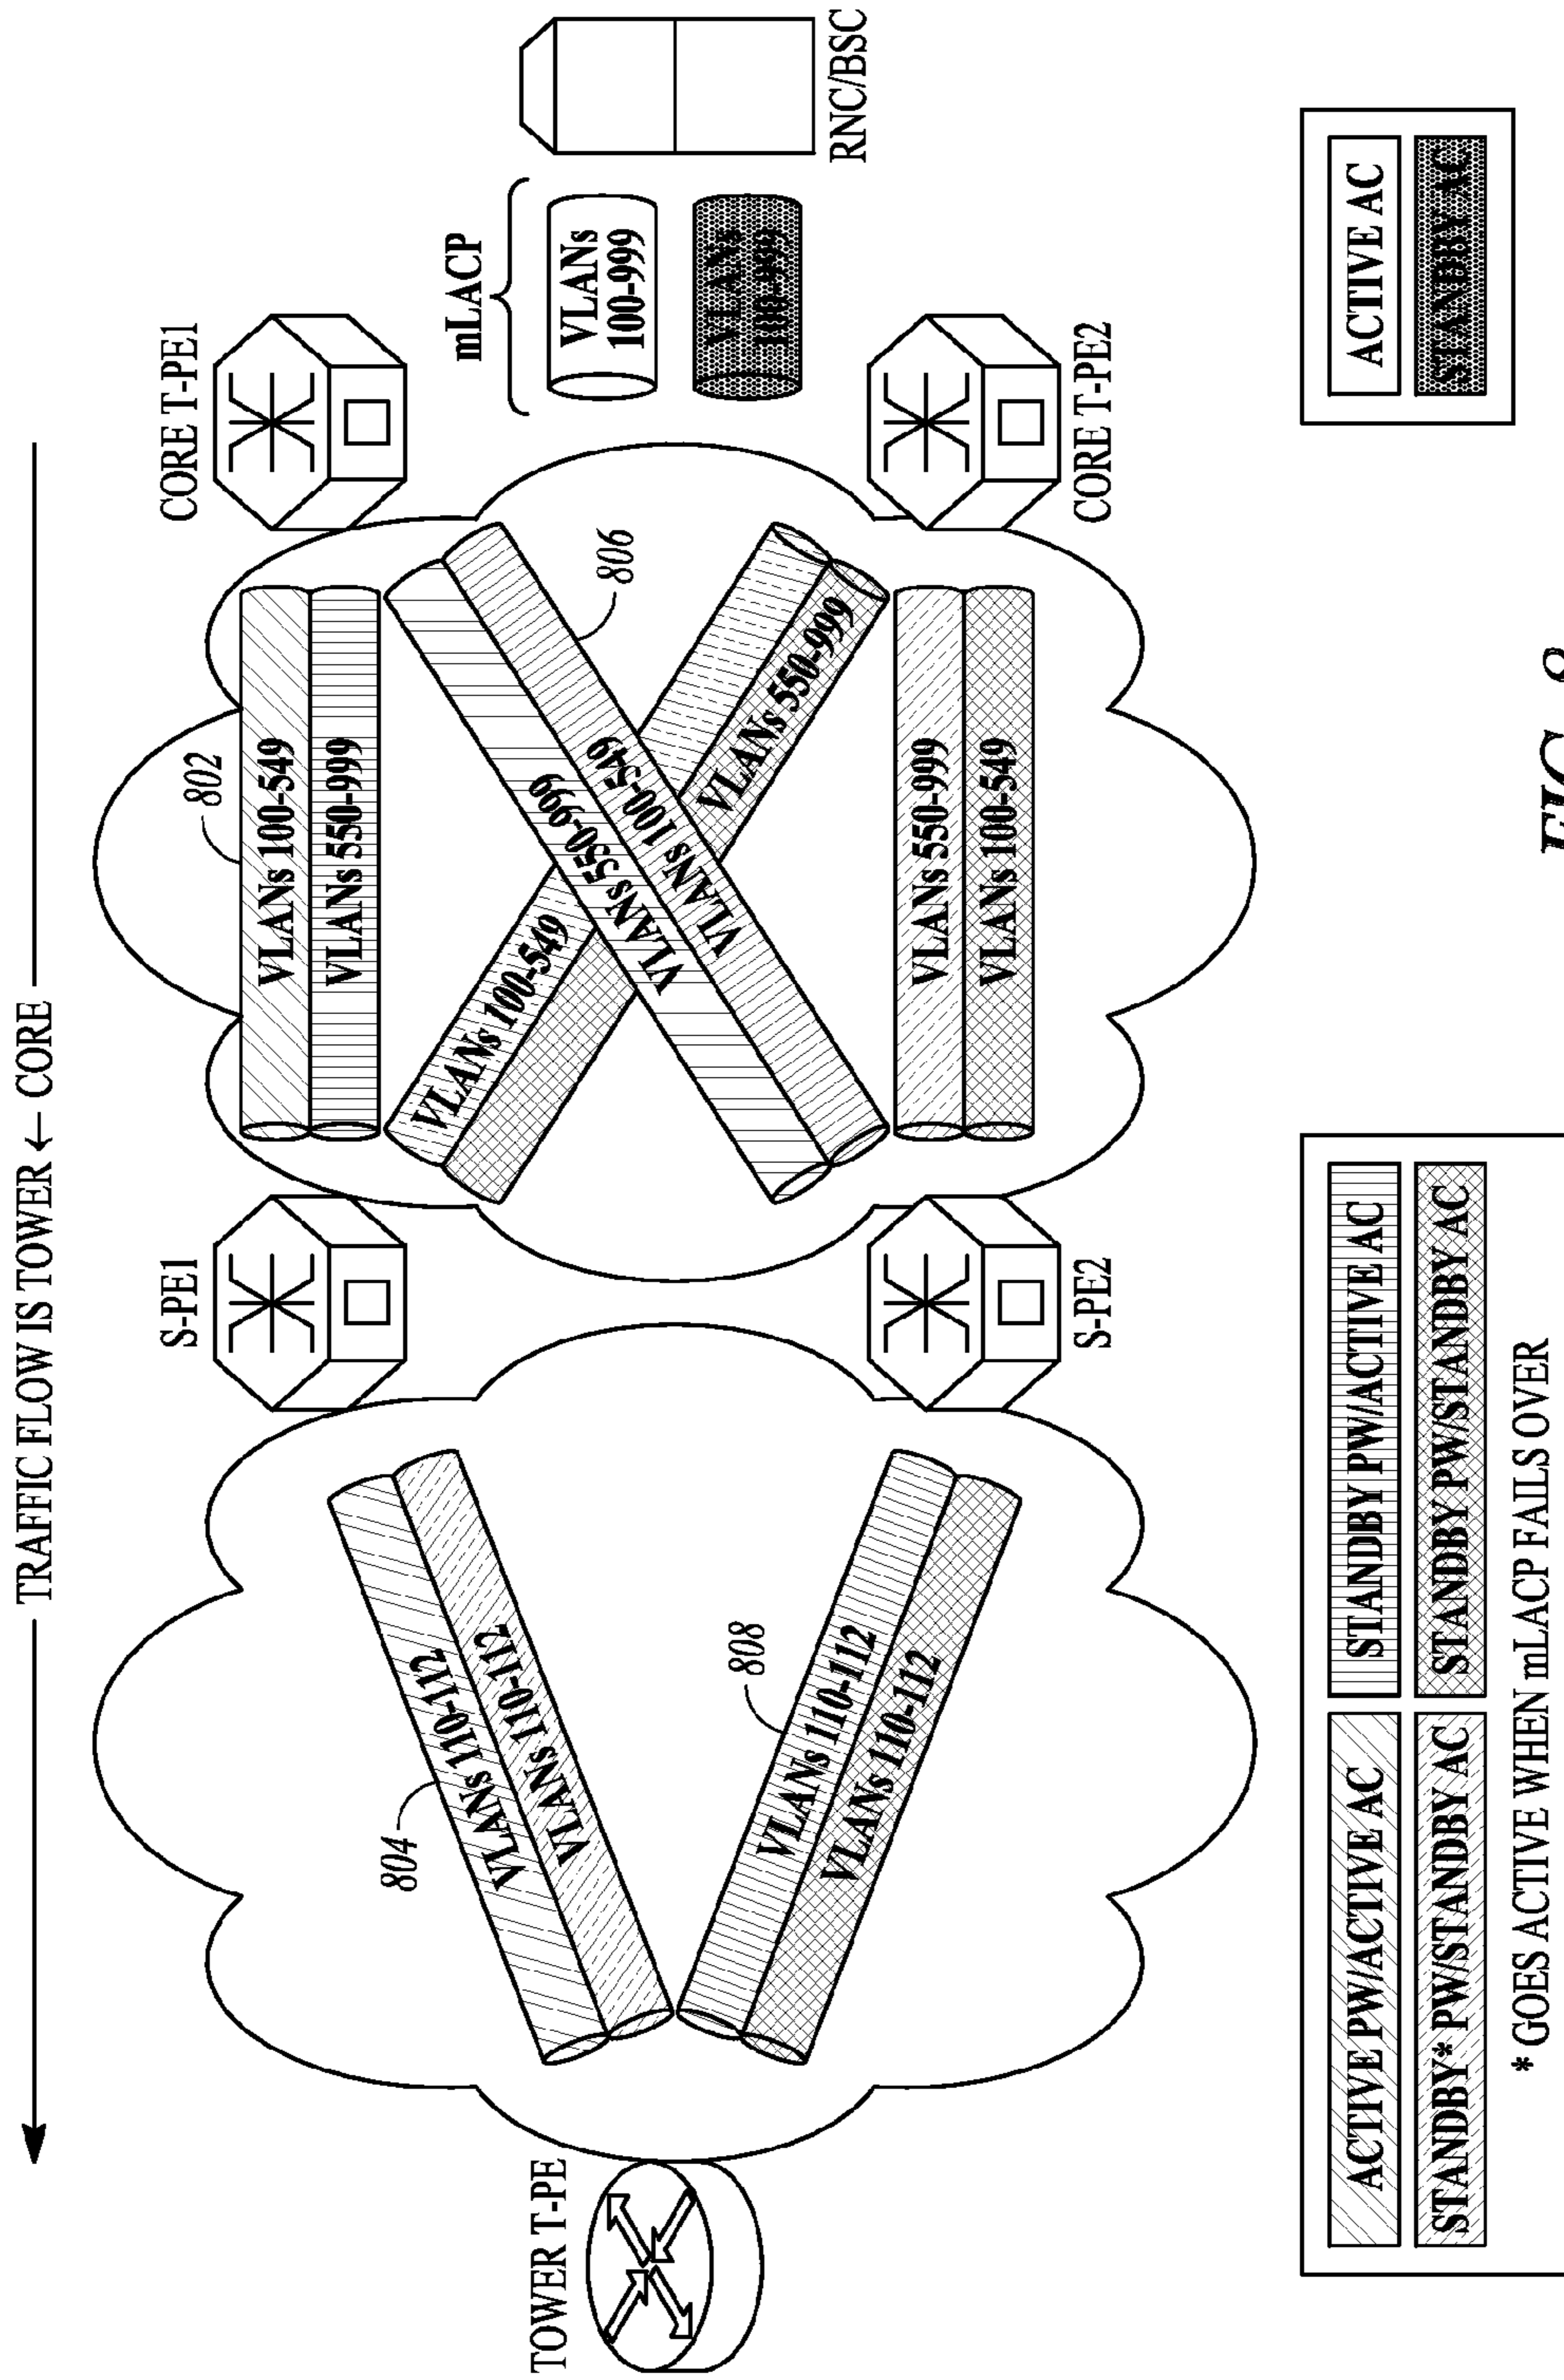 TRAFFIC FLOW IS TOWER ← CORE
TOWER T-PE
S-PE1
S-PE2
CORE T-PE1
CORE T-PE2
mLACP
RNC/BSC
VLANs
100-999
VLANs
100-999
802
VLANs 100-549
VLANs 550-999
804
VLANs 110-112
VLANs 110-112
806
VLANs 100-549
VLANs 550-999
VLANs 550-999
VLANs 100-549
808
VLANs 110-112
VLANs 110-112
VLANs 550-999
VLANs 100-549
ACTIVE PW/ACTIVE AC
STANDBY PW/ACTIVE AC
STANDBY* PW/STANDBY AC
STANDBY PW/STANDBY AC
* GOES ACTIVE WHEN mLACP FAILS OVER
ACTIVE AC
STANDBY AC